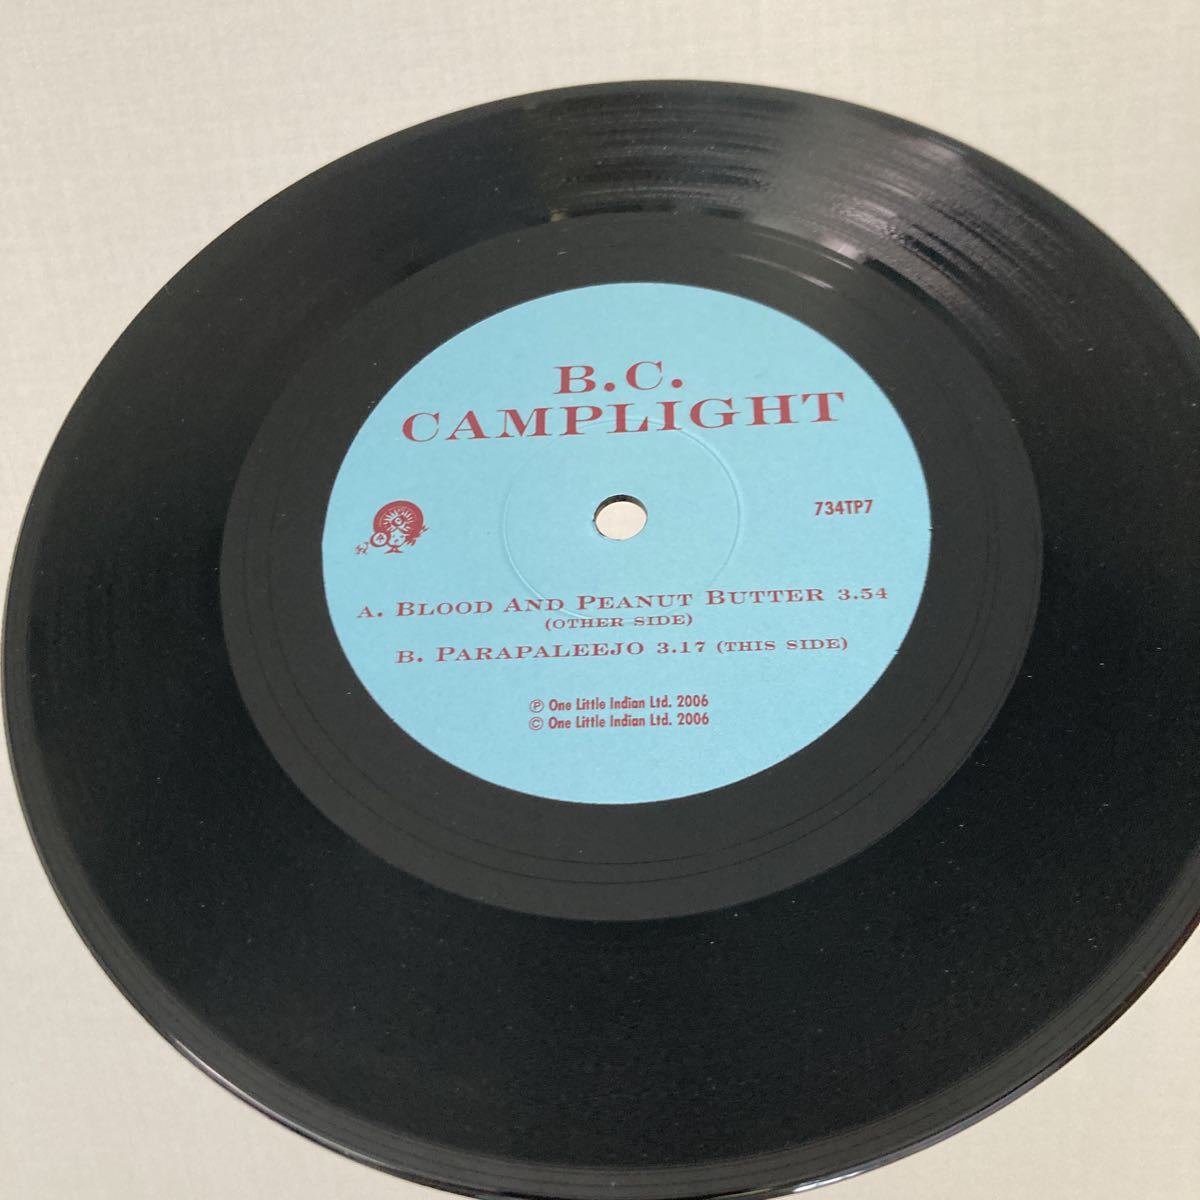 B.C.
CAMPLIGHT
734TP7
A. BLOOD AND PEANUT BUTTER 3.54
(OTHER SIDE)
B. PARAPALEEJO 3.17 (THIS SIDE)
℗ One Little Indian Ltd. 2006
© One Little Indian Ltd. 2006